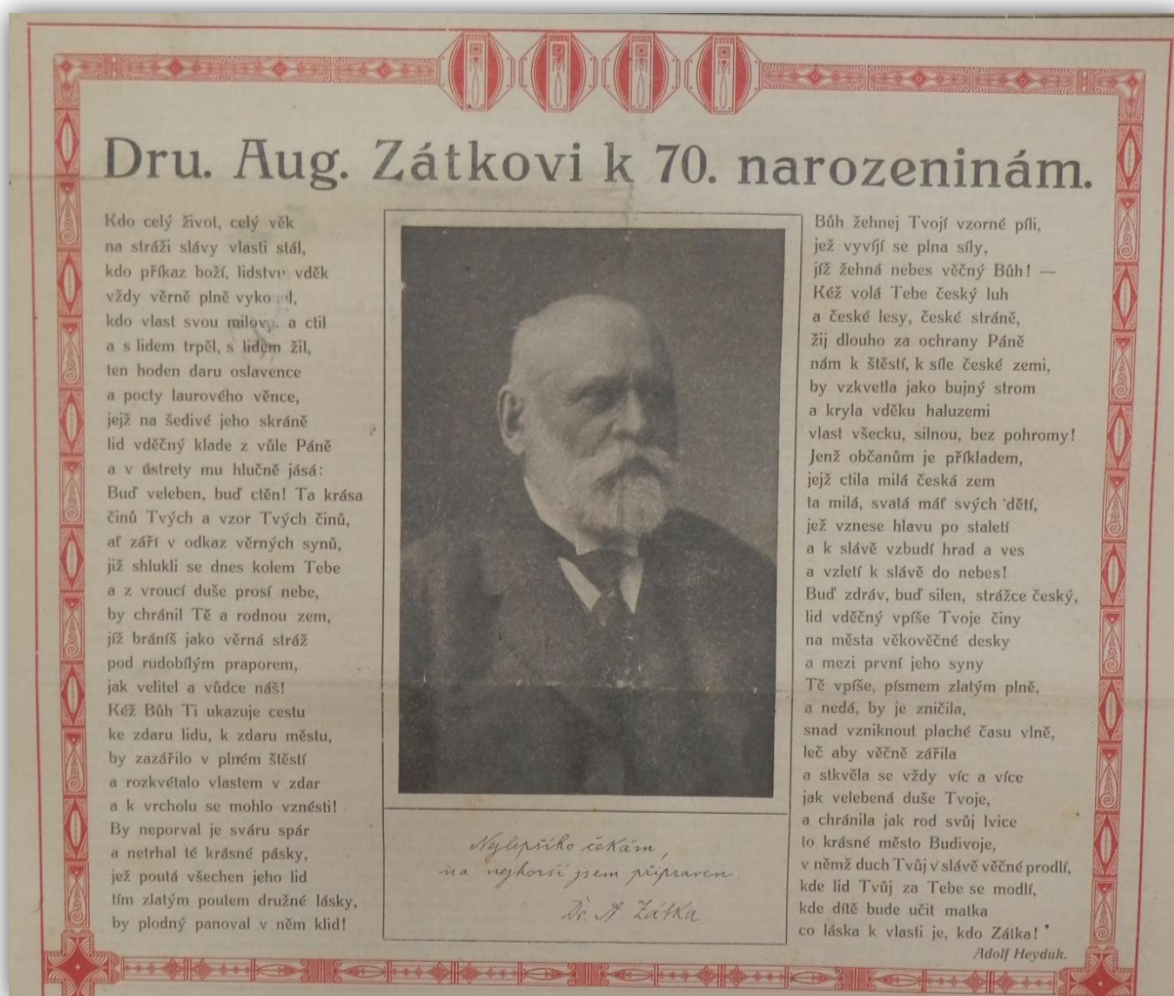 Dru. Aug. Zátkovi k 70. narozeninám.
Kdo celý život, celý věk
na stráži slávy vlasti stál,
kdo příkaz boží, lidstvu vděk
vždy věrně plně
kdo vlast svou a ctil
a s lidem trpěl, s lidem žil,
ten hoden daru oslavence
a pocty laurového věnce,
jejž na šedivé jeho skráně
lid vděčný klade z vůle Páně
a v ústrety mu hlučně jásá:
Buď veleben, buď ctěn! Ta krása
činů Tvých a vzor Tvých činů,
ať září v odkaz věrných synů,
již shlukli se dnes kolem Tebe
a z vroucí duše prosí nebe,
by chránil Tě a rodnou zem,
jíž bráníš jako věrná stráž
pod rudobílým praporem,
jak velitel a vůdce náš!
Kéž Bůh Ti ukazuje cestu
ke zdaru lidu, k zdaru městu,
by zazářilo v plném štěstí
a rozkvétalo vlastem v zdar
a k vrcholu se mohlo vznésti!
By neporval je sváru spár
a netrhal té krásné pásky,
jež poutá všechen jeho lid
tím zlatým poutem družné lásky,
by plodný panoval v něm klid!
Nejlepšího čekám,
na nejhorší jsem připraven.
Dr. A Zátka
Bůh žehnej Tvojí vzorné píli,
jež vyvíjí se plna síly,
jíž žehná nebes věčný Bůh! —
Kéž volá Tebe český luh
a české lesy, české stráně,
žij dlouho za ochrany Páně
nám k štěstí, k síle české zemi,
by vzkvetla jako bujný strom
a kryla vděku haluzemi
vlast všecku, silnou, bez pohromy!
Jenž občanům je příkladem,
jejž ctila milá česká zem
ta milá, svatá máť svých dětí,
jež vznese hlavu po staletí
a k slávě vzbudí hrad a ves
a vzletí k slávě do nebes!
Buď zdráv, buď silen, strážce český,
lid vděčný vpíše Tvoje činy
na města věkověčné desky
a mezi první jeho syny
Tě vpíše, písmem zlatým plně,
a nedá, by je zničila,
snad vzniknout plaché času vlně,
leč aby věčně zářila
a stkvěla se vždy víc a více
jak velebená duše Tvoje,
a chránila jak rod svůj lvice
to krásné město Budivoje,
v němž duch Tvůj v slávě věčné prodlí,
kde lid Tvůj za Tebe se modlí,
kde dítě bude učit matka
co láska k vlasti je, kdo Zátka!
Adolf Heyduk.